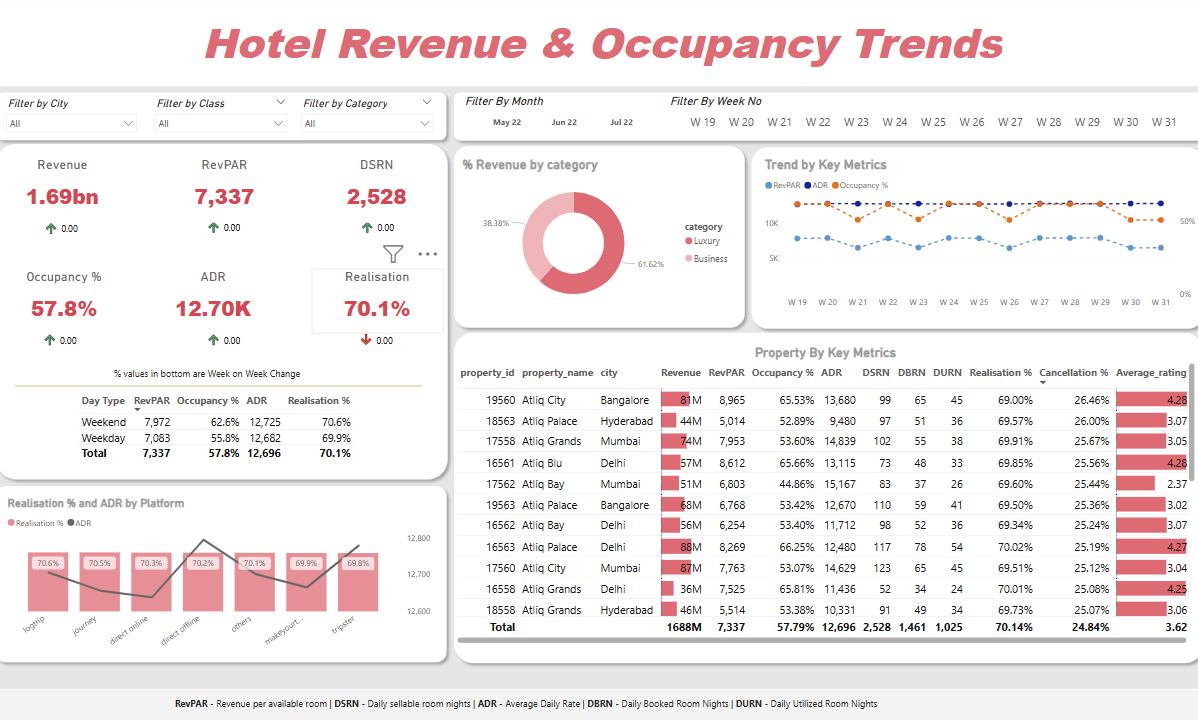 Hotel Revenue & Occupancy Trends
Filter by City
All
Filter by Class
All
Filter by Category
All
Filter By Month
May 22 Jun 22 Jul 22
Filter By Week No
W 19 W 20 W 21 W 22 W 23 W 24 W 25 W 26 W 27 W 28 W 29 W 30 W 31
Revenue RevPAR DSRN
1.69bn 7,337 2,528
0.00 0.00 0.00
Occupancy % ADR Realisation
57.8% 12.70K 70.1%
0.00 0.00 0.00
% values in bottom are Week on Week Change
Day Type RevPAR Occupancy % ADR Realisation %
Weekend 7,972 62.6% 12,725 70.6%
Weekday 7,083 55.8% 12,682 69.9%
Total 7,337 57.8% 12,696 70.1%
% Revenue by category
38.38%
61.62%
category
Luxury
Business
Trend by Key Metrics
RevPAR ADR Occupancy %
10K
5K
50%
0%
W 19 W 20 W 21 W 22 W 23 W 24 W 25 W 26 W 27 W 28 W 29 W 30 W 31
Realisation % and ADR by Platform
Realisation % ADR
12,800
12,700
12,600
70.6% 70.5% 70.3% 70.2% 70.1% 69.9% 69.8%
logtrip journey direct online direct offline others makeyourt... tripster
Property By Key Metrics
property_id property_name city Revenue RevPAR Occupancy % ADR DSRN DBRN DURN Realisation % Cancellation % Average_rating
19560 Atliq City Bangalore 81M 8,965 65.53% 13,680 99 65 45 69.00% 26.46% 4.28
18563 Atliq Palace Hyderabad 44M 5,014 52.89% 9,480 97 51 36 69.57% 26.00% 3.07
17558 Atliq Grands Mumbai 74M 7,953 53.60% 14,839 102 55 38 69.91% 25.67% 3.05
16561 Atliq Blu Delhi 57M 8,612 65.66% 13,115 73 48 33 69.85% 25.56% 4.28
17562 Atliq Bay Mumbai 51M 6,803 44.86% 15,167 83 37 26 69.60% 25.44% 2.37
19563 Atliq Palace Bangalore 68M 6,768 53.42% 12,670 110 59 41 69.50% 25.36% 3.02
16562 Atliq Bay Delhi 56M 6,254 53.40% 11,712 98 52 36 69.34% 25.24% 3.07
16563 Atliq Palace Delhi 88M 8,269 66.25% 12,480 117 78 54 70.02% 25.19% 4.27
17560 Atliq City Mumbai 87M 7,763 53.07% 14,629 123 65 45 69.51% 25.12% 3.04
16558 Atliq Grands Delhi 36M 7,525 65.81% 11,436 52 34 24 70.01% 25.08% 4.25
18558 Atliq Grands Hyderabad 46M 5,514 53.38% 10,331 91 49 34 69.73% 25.07% 3.06
Total 1688M 7,337 57.79% 12,696 2,528 1,461 1,025 70.14% 24.84% 3.62
RevPAR - Revenue per available room | DSRN - Daily sellable room nights | ADR - Average Daily Rate | DBRN - Daily Booked Room Nights | DURN - Daily Utilized Room Nights